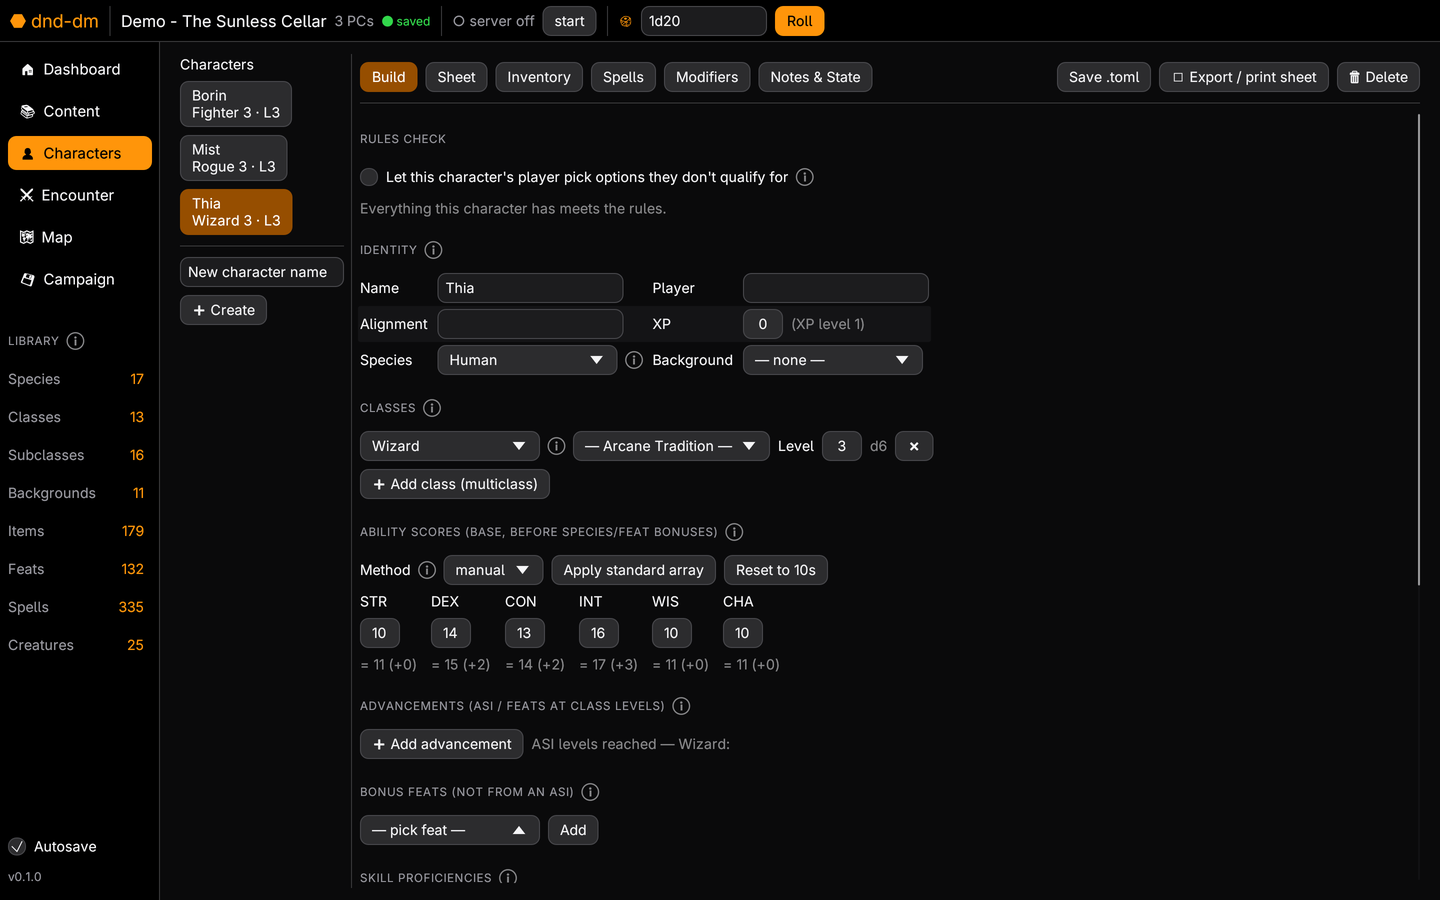 dnd-dm
Demo - The Sunless Cellar 3 PCs saved server off start 1d20 Roll
Dashboard
Content
Characters
Encounter
Map
Campaign
LIBRARY
Species 17
Classes 13
Subclasses 16
Backgrounds 11
Items 179
Feats 132
Spells 335
Creatures 25
Autosave
v0.1.0
Characters
Borin
Fighter 3 · L3
Mist
Rogue 3 · L3
Thia
Wizard 3 · L3
New character name
+ Create
Build Sheet Inventory Spells Modifiers Notes & State Save .toml Export / print sheet Delete
RULES CHECK
Let this character's player pick options they don't qualify for
Everything this character has meets the rules.
IDENTITY
Name Thia Player
Alignment XP 0 (XP level 1)
Species Human Background — none —
CLASSES
Wizard — Arcane Tradition — Level 3 d6 ×
+ Add class (multiclass)
ABILITY SCORES (BASE, BEFORE SPECIES/FEAT BONUSES)
Method manual Apply standard array Reset to 10s
STR DEX CON INT WIS CHA
10 14 13 16 10 10
= 11 (+0) = 15 (+2) = 14 (+2) = 17 (+3) = 11 (+0) = 11 (+0)
ADVANCEMENTS (ASI / FEATS AT CLASS LEVELS)
+ Add advancement ASI levels reached — Wizard:
BONUS FEATS (NOT FROM AN ASI)
— pick feat — Add
SKILL PROFICIENCIES